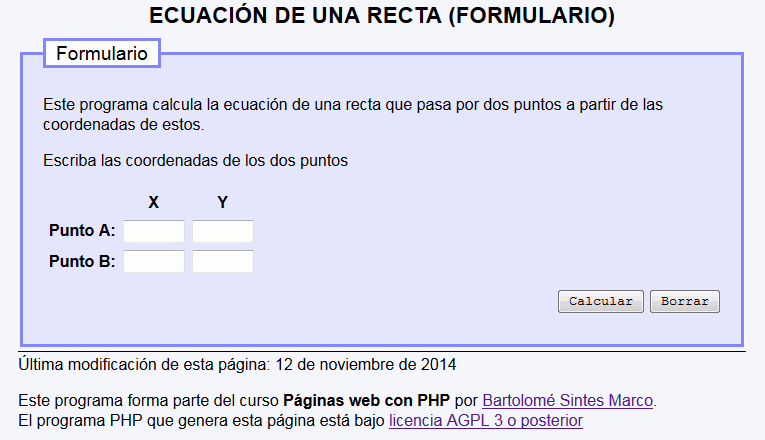 ECUACIÓN DE UNA RECTA (FORMULARIO)
Formulario
Este programa calcula la ecuación de una recta que pasa por dos puntos a partir de las
coordenadas de estos.
Escriba las coordenadas de los dos puntos
X Y
Punto A:
Punto B:
Calcular Borrar
Última modificación de esta página: 12 de noviembre de 2014
Este programa forma parte del curso Páginas web con PHP por Bartolomé Sintes Marco.
El programa PHP que genera esta página está bajo licencia AGPL 3 o posterior